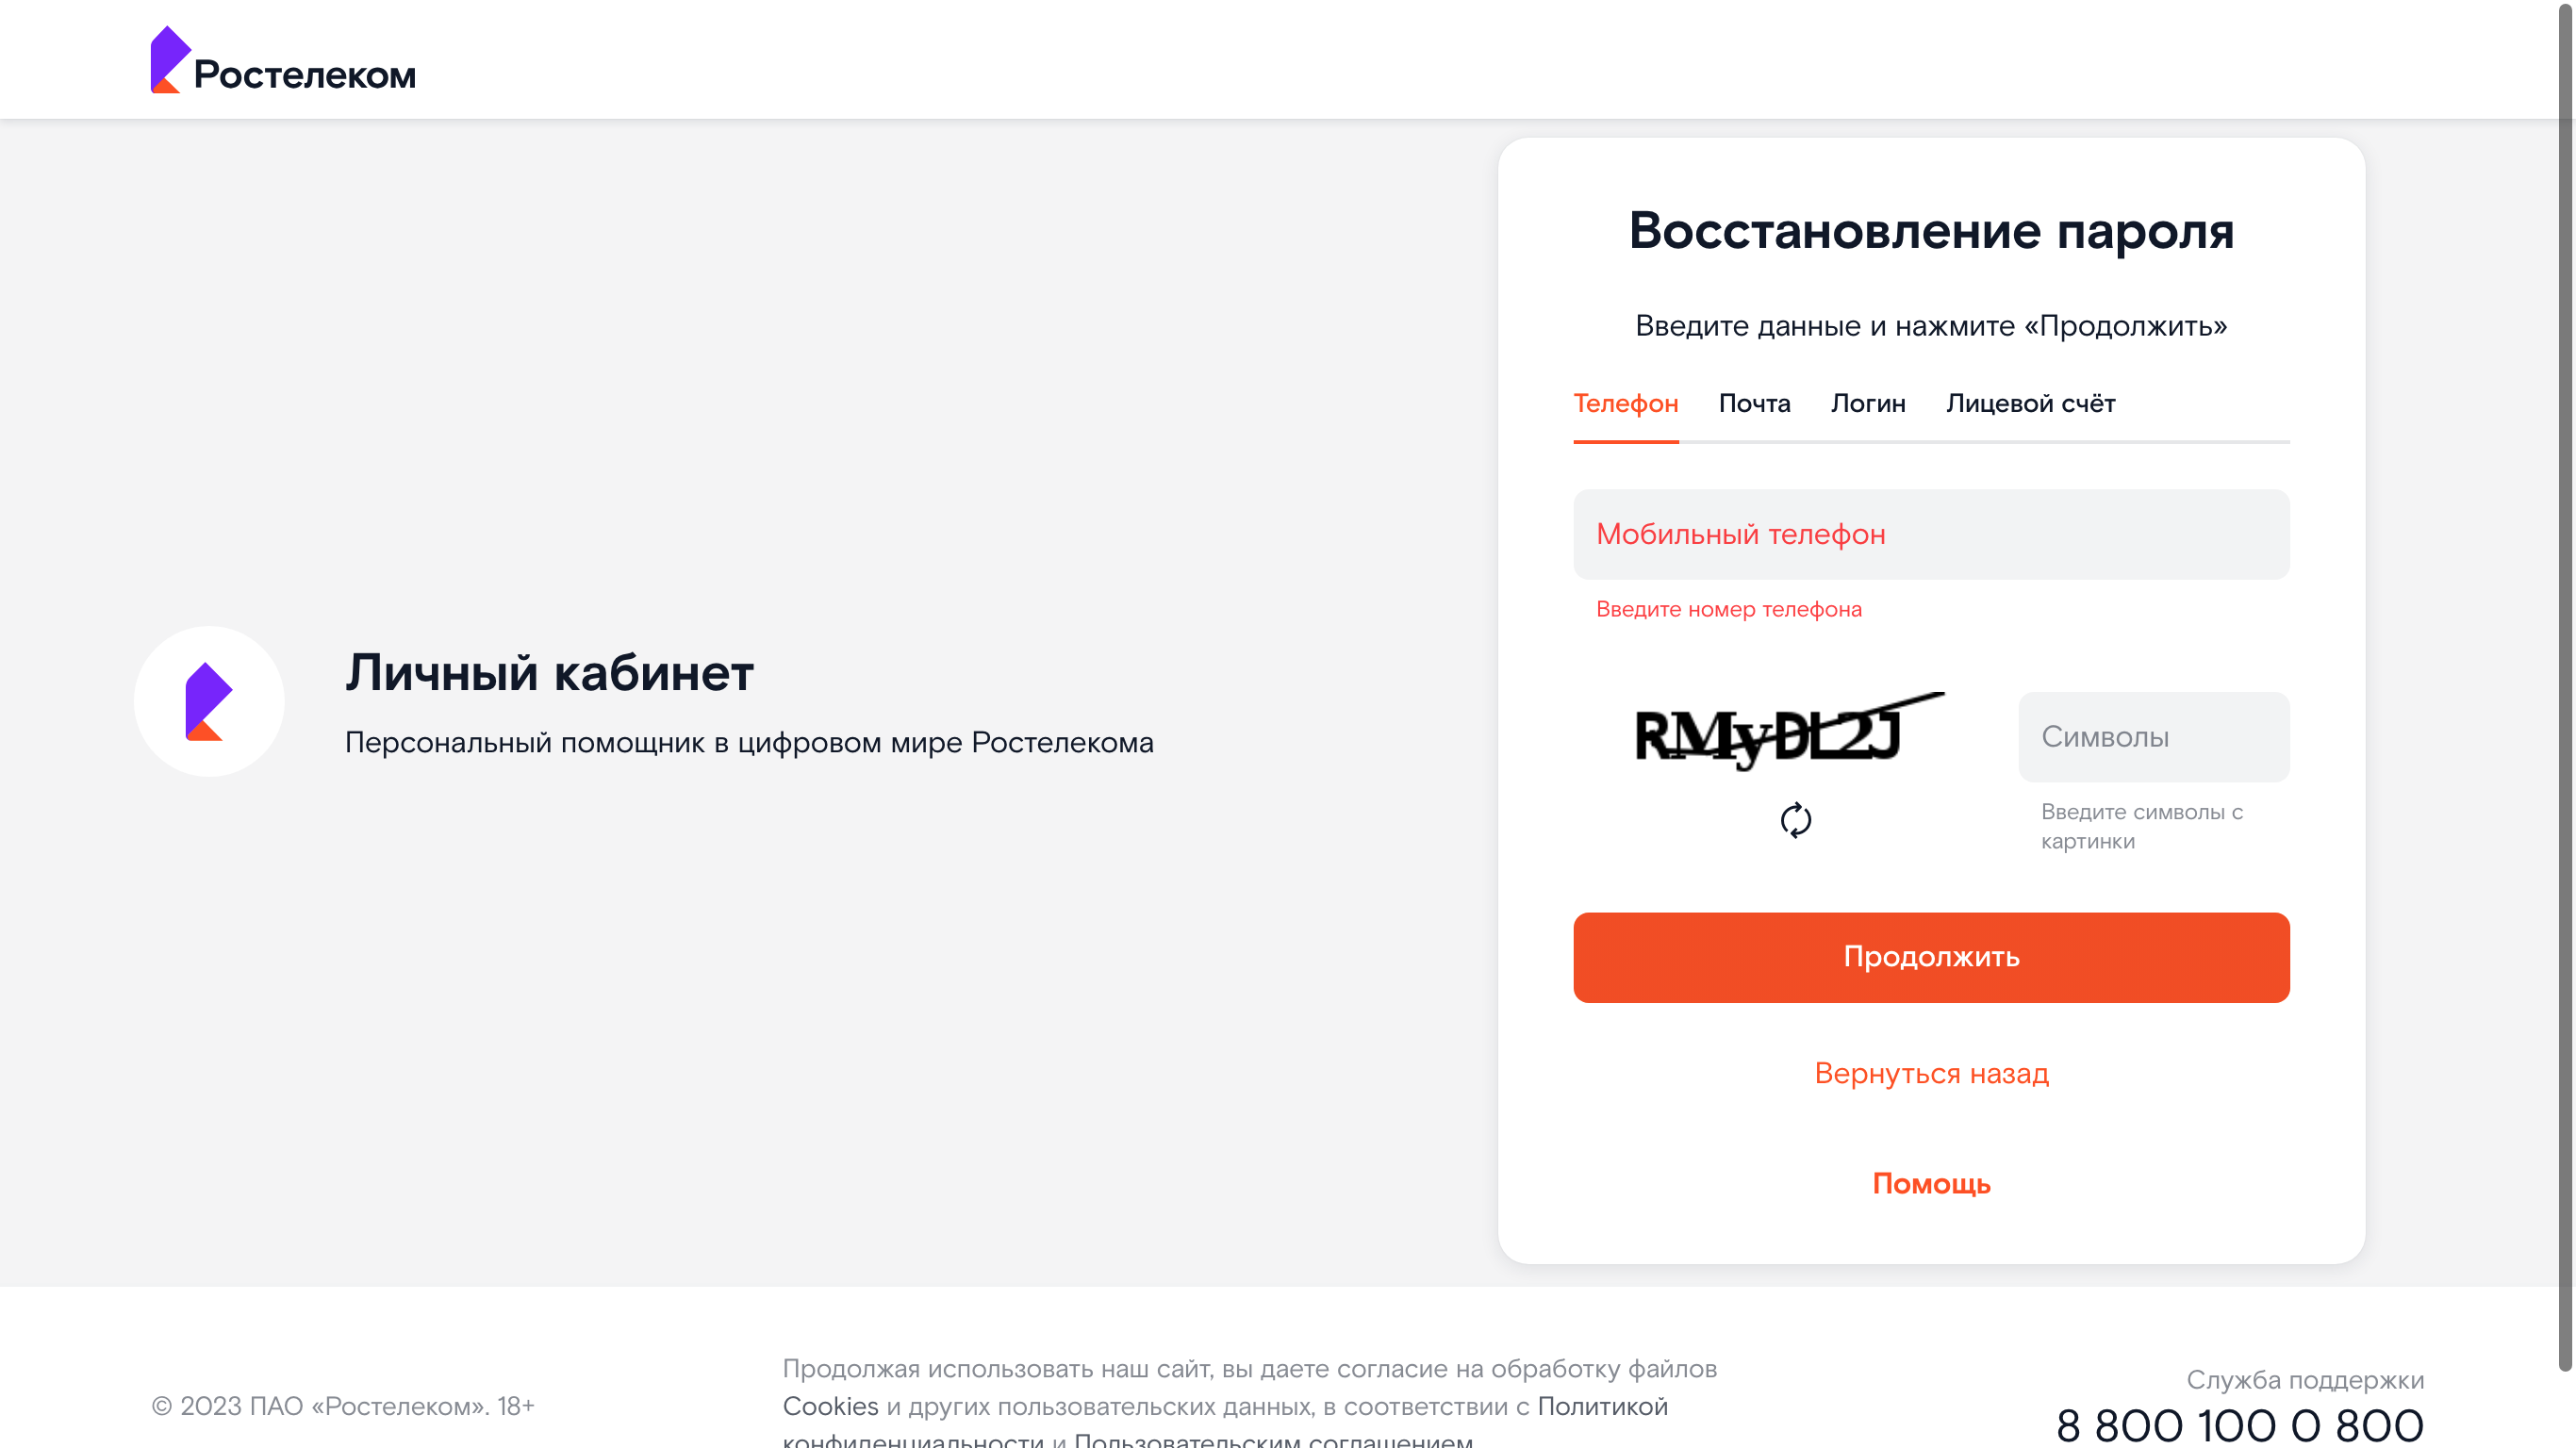 Ростелеком
Личный кабинет
Персональный помощник в цифровом мире Ростелекома
Восстановление пароля
Введите данные и нажмите «Продолжить»
Телефон Почта Логин Лицевой счёт
Мобильный телефон
Введите номер телефона
RMyDL2J
Символы
Введите символы с
картинки
Продолжить
Вернуться назад
Помощь
© 2023 ПАО «Ростелеком». 18+
Продолжая использовать наш сайт, вы даете согласие на обработку файлов
Cookies и других пользовательских данных, в соответствии с Политикой
конфиденциальности и Пользовательским соглашением
Служба поддержки
8 800 100 0 800